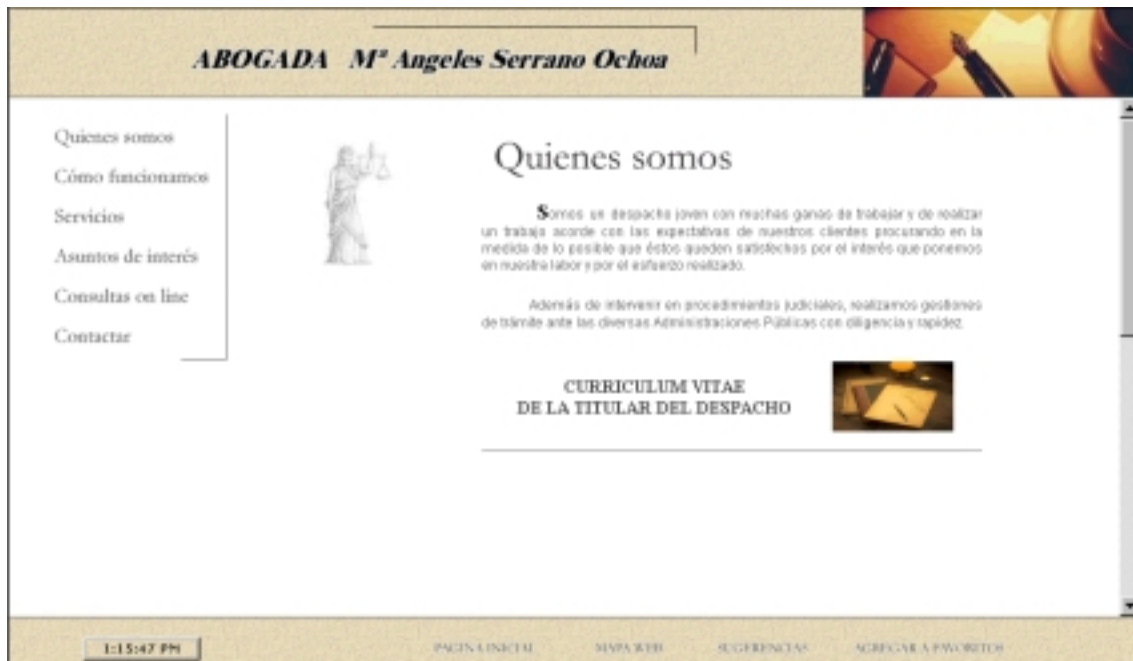 ABOGADA Mª Angeles Serrano Ochoa
Quienes somos
Cómo funcionamos
Servicios
Asuntos de interés
Consultas on line
Contactar
Quienes somos
Somos un despacho joven con muchas ganas de trabajar y de realizar
un trabajo acorde con las expectativas de nuestros clientes procurando en la
medida de lo posible que éstos queden satisfechos por el interés que ponemos
en nuestra labor y por el esfuerzo realizado.
Además de intervenir en procedimientos judiciales, realizamos gestiones
de trámite ante las diversas Administraciones Públicas con diligencia y rapidez.
CURRICULUM VITAE
DE LA TITULAR DEL DESPACHO
1:15:47 PM
PAGINA INICIAL MAPA WEB SUGERENCIAS AGREGAR A FAVORITOS